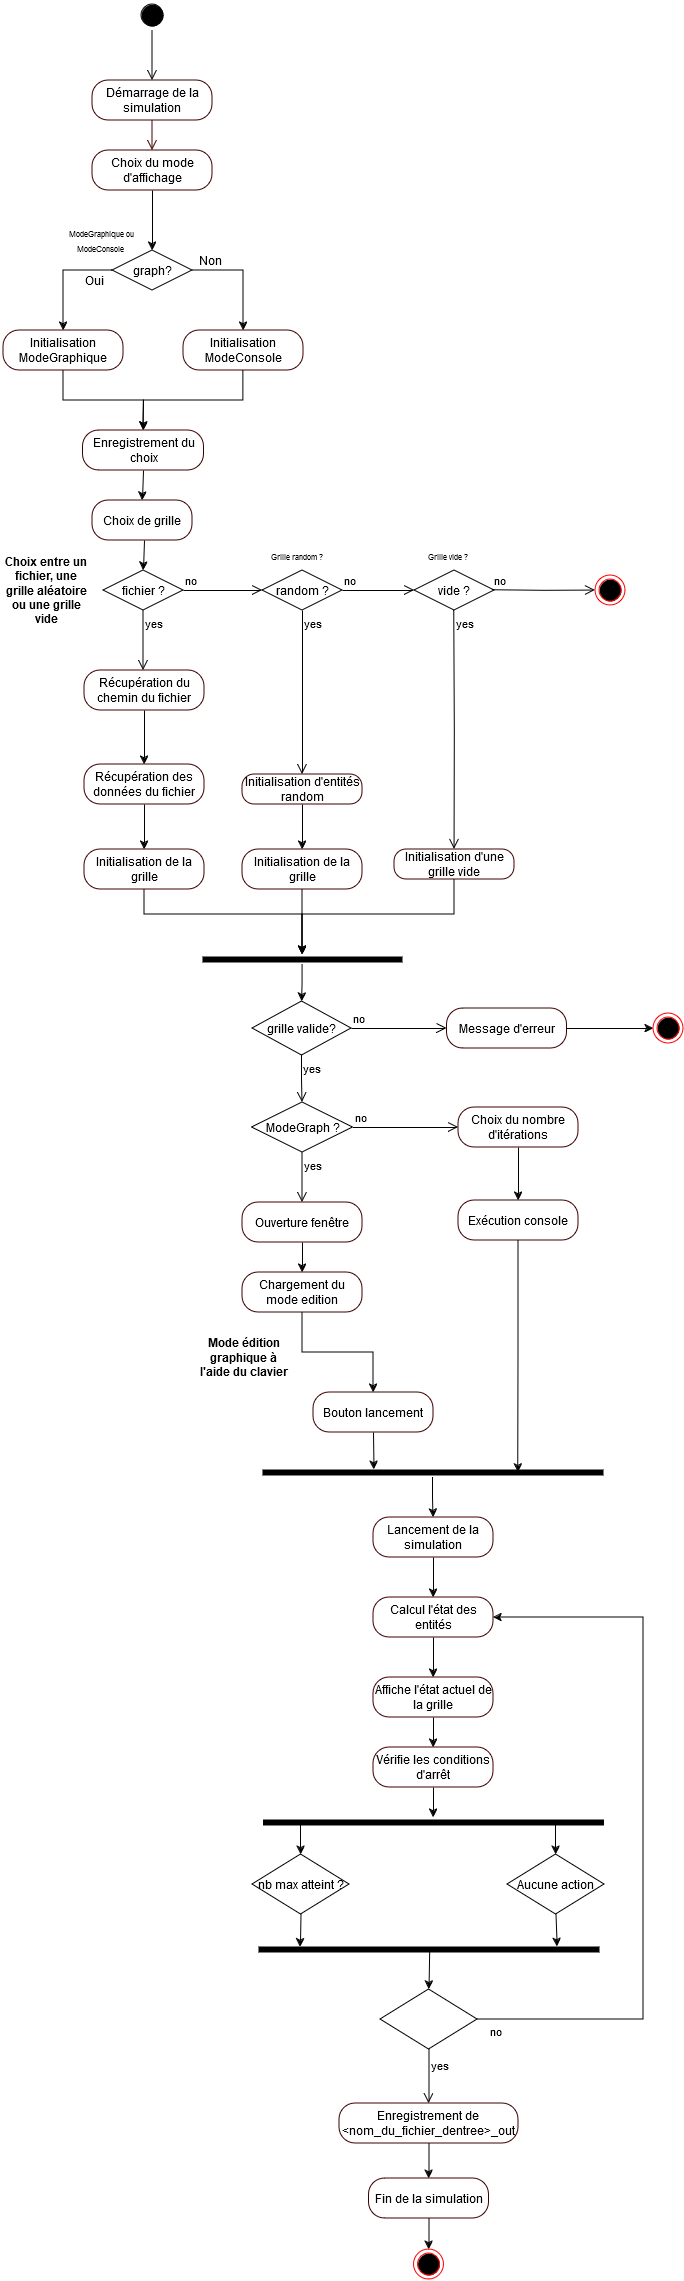 Démarrage de la
simulation
Choix du mode
d'affichage
ModeGraphique ou
ModeConsole
graph?
Oui
Non
Initialisation
ModeGraphique
Initialisation
ModeConsole
Enregistrement du
choix
Choix de grille
Choix entre un
fichier, une
grille aléatoire
ou une grille
vide
fichier ?
no
yes
Grille random ?
random ?
no
yes
Grille vide ?
vide ?
no
yes
Récupération du
chemin du fichier
Récupération des
données du fichier
Initialisation d'entités
random
Initialisation de la
grille
Initialisation de la
grille
Initialisation d'une
grille vide
grille valide?
no
yes
Message d'erreur
ModeGraph ?
no
yes
Choix du nombre
d'itérations
Ouverture fenêtre
Exécution console
Chargement du
mode edition
Mode édition
graphique à
l'aide du clavier
Bouton lancement
Lancement de la
simulation
Calcul l'état des
entités
Affiche l'état actuel de
la grille
Vérifie les conditions
d'arrêt
nb max atteint ?
Aucune action
no
yes
Enregistrement de
<nom_du_fichier_dentree>_out
Fin de la simulation